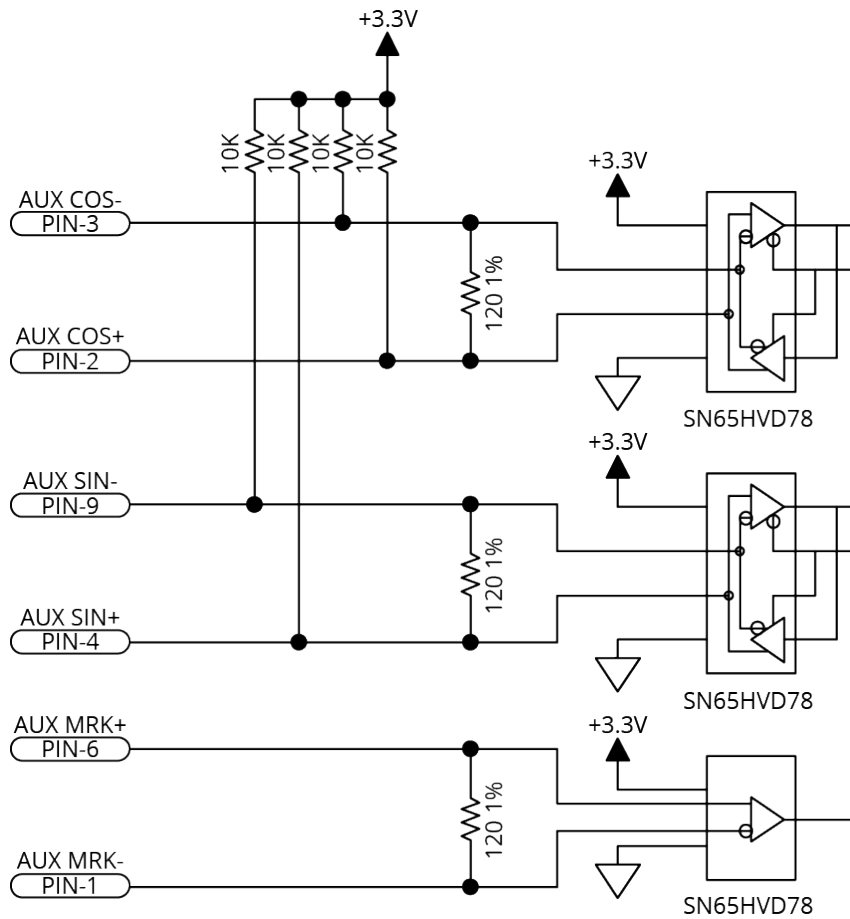 +3.3V
10K
10K
10K
10K
AUX COS-
PIN-3
+3.3V
120 1%
AUX COS+
PIN-2
SN65HVD78
+3.3V
AUX SIN-
PIN-9
120 1%
AUX SIN+
PIN-4
SN65HVD78
AUX MRK+
PIN-6
+3.3V
120 1%
AUX MRK-
PIN-1
SN65HVD78